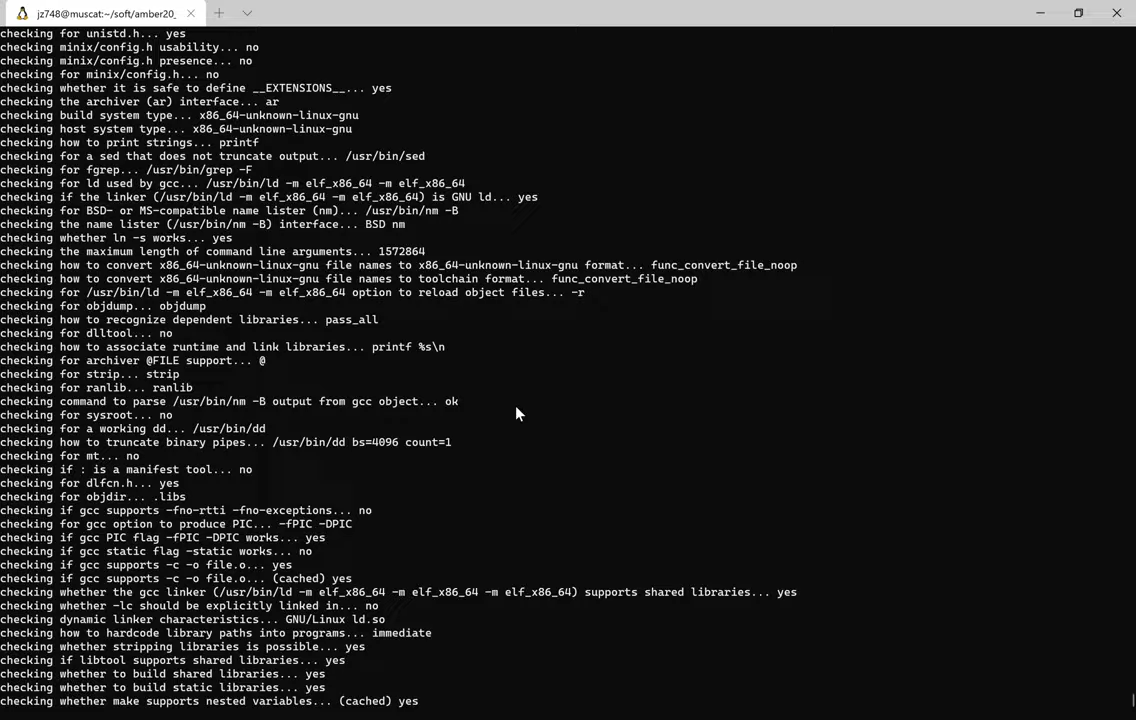 jz748@muscat:~/soft/amber20_
checking for unistd.h... yes
checking minix/config.h usability... no
checking minix/config.h presence... no
checking for minix/config.h... no
checking whether it is safe to define __EXTENSIONS__... yes
checking the archiver (ar) interface... ar
checking build system type... x86_64-unknown-linux-gnu
checking host system type... x86_64-unknown-linux-gnu
checking how to print strings... printf
checking for a sed that does not truncate output... /usr/bin/sed
checking for fgrep... /usr/bin/grep -F
checking for ld used by gcc... /usr/bin/ld -m elf_x86_64 -m elf_x86_64
checking if the linker (/usr/bin/ld -m elf_x86_64 -m elf_x86_64) is GNU ld... yes
checking for BSD- or MS-compatible name lister (nm)... /usr/bin/nm -B
checking the name lister (/usr/bin/nm -B) interface... BSD nm
checking whether ln -s works... yes
checking the maximum length of command line arguments... 1572864
checking how to convert x86_64-unknown-linux-gnu file names to x86_64-unknown-linux-gnu format... func_convert_file_noop
checking how to convert x86_64-unknown-linux-gnu file names to toolchain format... func_convert_file_noop
checking for /usr/bin/ld -m elf_x86_64 -m elf_x86_64 option to reload object files... -r
checking for objdump... objdump
checking how to recognize dependent libraries... pass_all
checking for dlltool... no
checking how to associate runtime and link libraries... printf %s\n
checking for archiver @FILE support... @
checking for strip... strip
checking for ranlib... ranlib
checking command to parse /usr/bin/nm -B output from gcc object... ok
checking for sysroot... no
checking for a working dd... /usr/bin/dd
checking how to truncate binary pipes... /usr/bin/dd bs=4096 count=1
checking for mt... no
checking if : is a manifest tool... no
checking for dlfcn.h... yes
checking for objdir... .libs
checking if gcc supports -fno-rtti -fno-exceptions... no
checking for gcc option to produce PIC... -fPIC -DPIC
checking if gcc PIC flag -fPIC -DPIC works... yes
checking if gcc static flag -static works... no
checking if gcc supports -c -o file.o... yes
checking if gcc supports -c -o file.o... (cached) yes
checking whether the gcc linker (/usr/bin/ld -m elf_x86_64 -m elf_x86_64 -m elf_x86_64) supports shared libraries... yes
checking whether -lc should be explicitly linked in... no
checking dynamic linker characteristics... GNU/Linux ld.so
checking how to hardcode library paths into programs... immediate
checking whether stripping libraries is possible... yes
checking if libtool supports shared libraries... yes
checking whether to build shared libraries... yes
checking whether to build static libraries... yes
checking whether make supports nested variables... (cached) yes